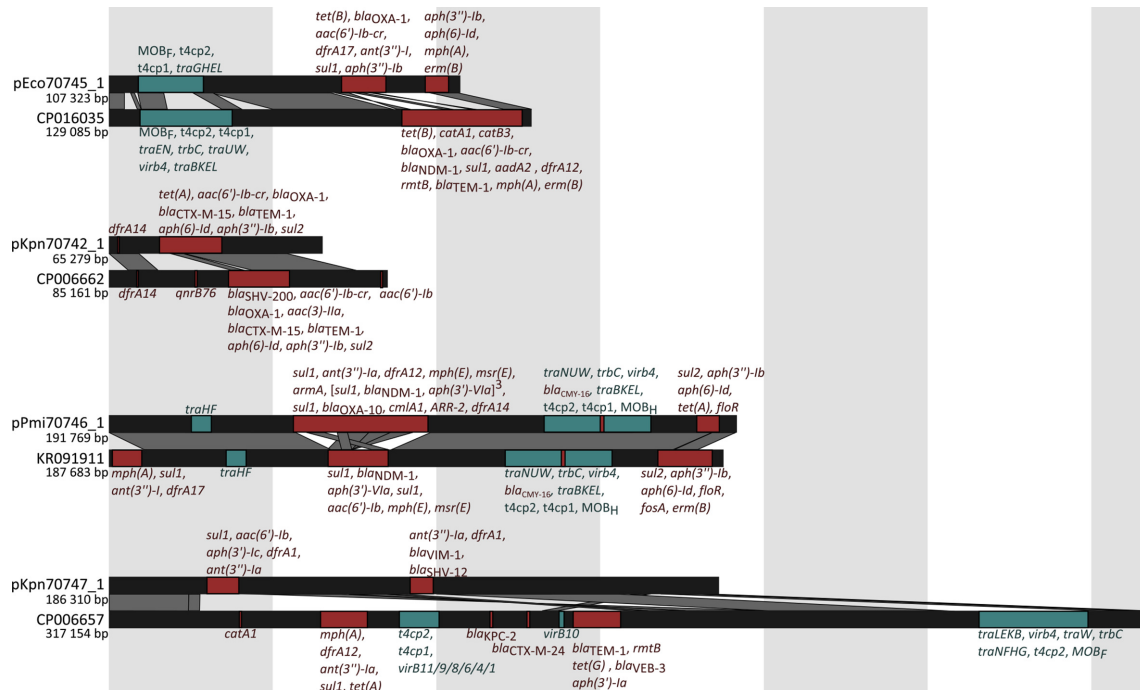 tet(B), blaOXA-1,
aac(6')-Ib-cr,
dfrA17, ant(3'')-I,
sul1, aph(3'')-Ib
aph(3'')-Ib,
aph(6)-Id,
mph(A),
erm(B)
MOBF, t4cp2,
t4cp1, traGHEL
pEco70745_1
107 323 bp
CP016035
129 085 bp
MOBF, t4cp2, t4cp1,
traEN, trbC, traUW,
virb4, traBKEL
tet(B), catA1, catB3,
blaOXA-1, aac(6')-Ib-cr,
blaNDM-1, sul1, aadA2 , dfrA12,
rmtB, blaTEM-1, mph(A), erm(B)
tet(A), aac(6')-Ib-cr, blaOXA-1,
blaCTX-M-15, blaTEM-1,
aph(6)-Id, aph(3'')-Ib, sul2
dfrA14
pKpn70742_1
65 279 bp
CP006662
85 161 bp
dfrA14
qnrB76
blaSHV-200, aac(6')-Ib-cr,
blaOXA-1, aac(3)-IIa,
blaCTX-M-15, blaTEM-1,
aph(6)-Id, aph(3'')-Ib, sul2
aac(6')-Ib
sul1, ant(3'')-Ia, dfrA12, mph(E), msr(E),
armA, [sul1, blaNDM-1, aph(3')-VIa]3,
sul1, blaOXA-10, cmlA1, ARR-2, dfrA14
traNUW, trbC, virb4,
blaCMY-16, traBKEL,
t4cp2, t4cp1, MOBH
sul2, aph(3'')-Ib
aph(6)-Id,
tet(A), floR
traHF
pPmi70746_1
191 769 bp
KR091911
187 683 bp
mph(A), sul1,
ant(3'')-I, dfrA17
traHF
sul1, blaNDM-1,
aph(3')-VIa, sul1,
aac(6')-Ib, mph(E), msr(E)
traNUW, trbC, virb4,
blaCMY-16, traBKEL,
t4cp2, t4cp1, MOBH
sul2, aph(3'')-Ib,
aph(6)-Id, floR,
fosA, erm(B)
sul1, aac(6')-Ib,
aph(3')-Ic, dfrA1,
ant(3'')-Ia
ant(3'')-Ia, dfrA1,
blaVIM-1,
blaSHV-12
pKpn70747_1
186 310 bp
CP006657
317 154 bp
catA1
mph(A),
dfrA12,
ant(3'')-Ia,
sul1, tet(A)
t4cp2,
t4cp1,
virB11/9/8/6/4/1
blaKPC-2
blaCTX-M-24
virB10
blaTEM-1, rmtB
tet(G) , blaVEB-3
aph(3')-Ia
traLEKB, virb4, traW, trbC
traNFHG, t4cp2, MOBF